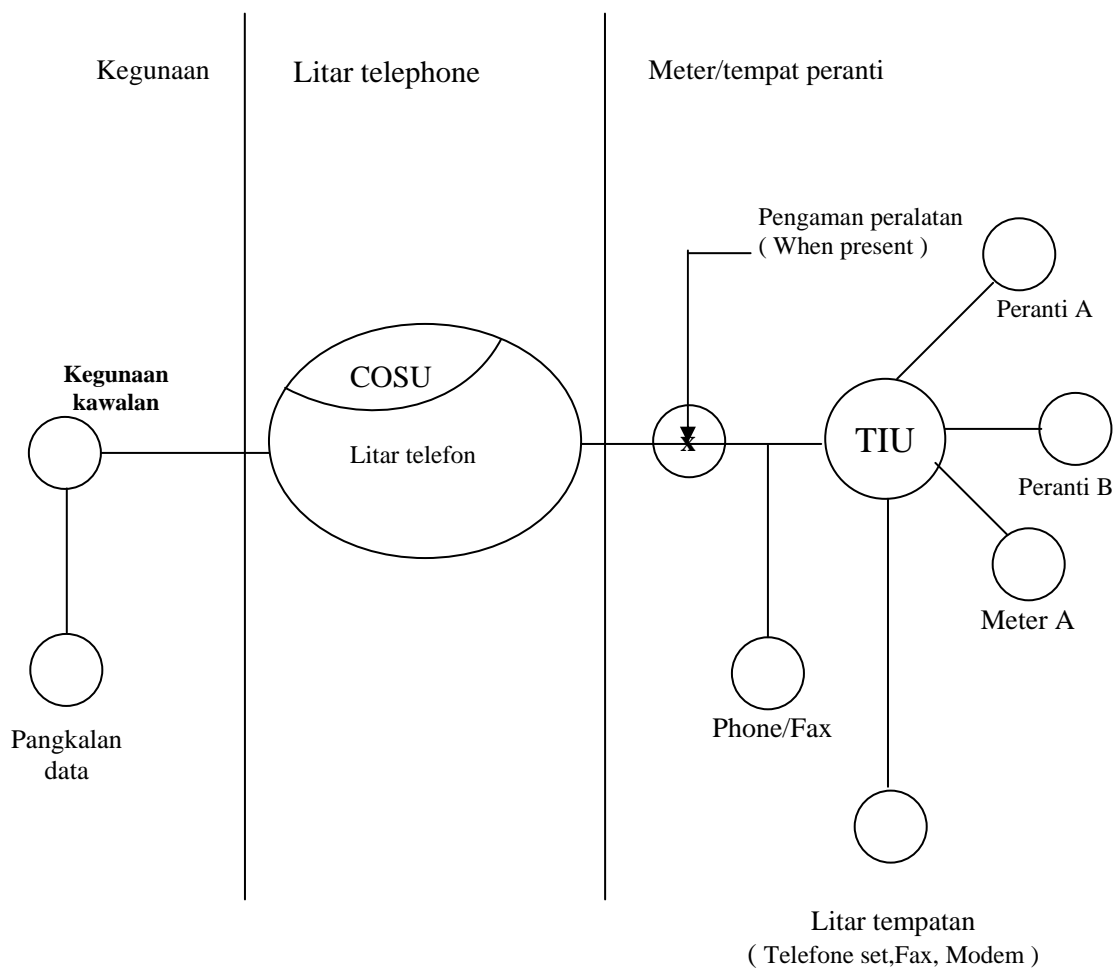 Kegunaan
Litar telephone
Meter/tempat peranti
Pengaman peralatan
( When present )
Peranti A
Kegunaan
kawalan
COSU
Litar telefon
x
TIU
Peranti B
Meter A
Phone/Fax
Pangkalan
data
Litar tempatan
( Telefone set,Fax, Modem )